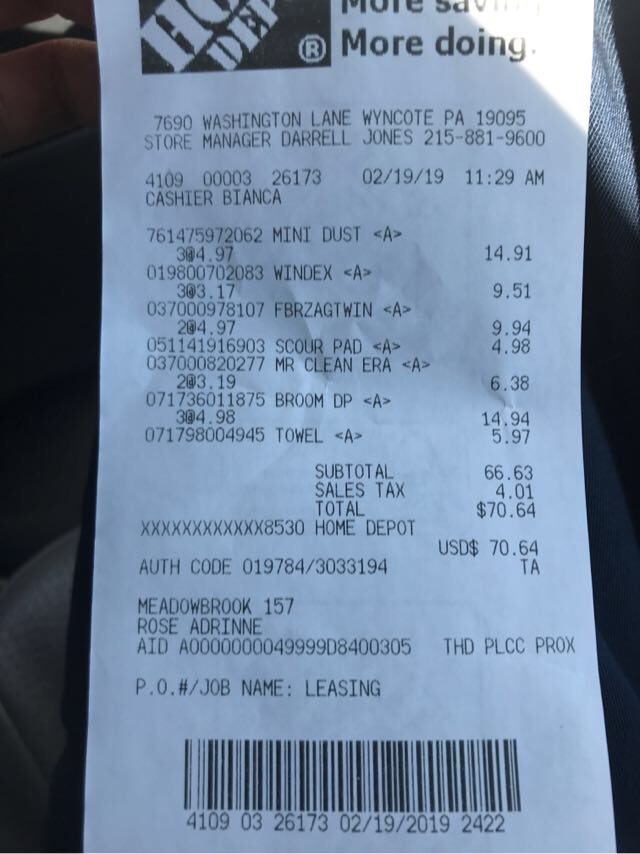 HO
DEP
®
More saving.
More doing.
7690 WASHINGTON LANE WYNCOTE PA 19095
STORE MANAGER DARRELL JONES 215-881-9600
4109 00003 26173 02/19/19 11:29 AM
CASHIER BIANCA
761475972062 MINI DUST <A>
3@4.97 14.91
019800702083 WINDEX <A>
3@3.17 9.51
037000978107 FBRZAGTWIN <A>
2@4.97 9.94
051141916903 SCOUR PAD <A> 4.98
037000820277 MR CLEAN ERA <A>
2@3.19 6.38
071736011875 BROOM DP <A>
3@4.98 14.94
071798004945 TOWEL <A> 5.97
SUBTOTAL 66.63
SALES TAX 4.01
TOTAL $70.64
XXXXXXXXXXXX8530 HOME DEPOT
USD$ 70.64
AUTH CODE 019784/3033194 TA
MEADOWBROOK 157
ROSE ADRINNE
AID A0000000049999D8400305 THD PLCC PROX
P.O.#/JOB NAME: LEASING
4109 03 26173 02/19/2019 2422